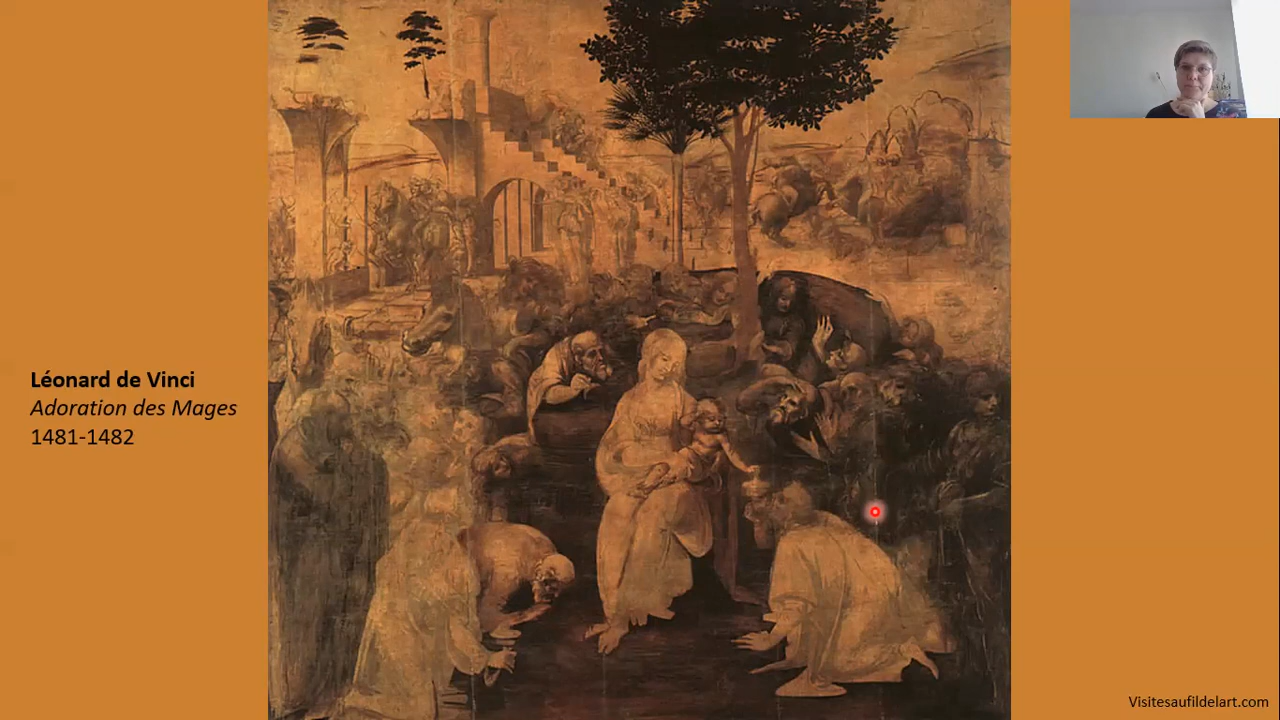 Léonard de Vinci
Adoration des Mages
1481-1482
Visitesaufildelart.com